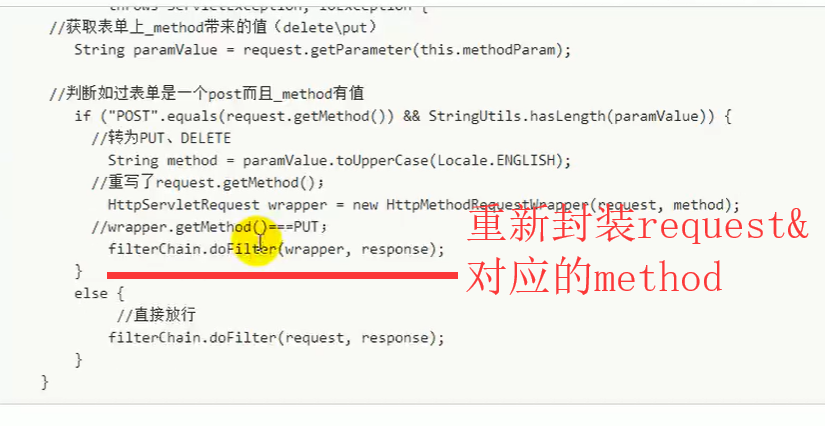 throws ServletException, IOException {
//获取表单上_method带来的值（delete\put）
String paramValue = request.getParameter(this.methodParam);
//判断如过表单是一个post而且_method有值
if ("POST".equals(request.getMethod()) && StringUtils.hasLength(paramValue)) {
//转为PUT、DELETE
String method = paramValue.toUpperCase(Locale.ENGLISH);
//重写了request.getMethod()；
HttpServletRequest wrapper = new HttpMethodRequestWrapper(request, method);
//wrapper.getMethod()===PUT；
filterChain.doFilter(wrapper, response);
重新封装request&
对应的method
}
else {
//直接放行
filterChain.doFilter(request, response);
}
}